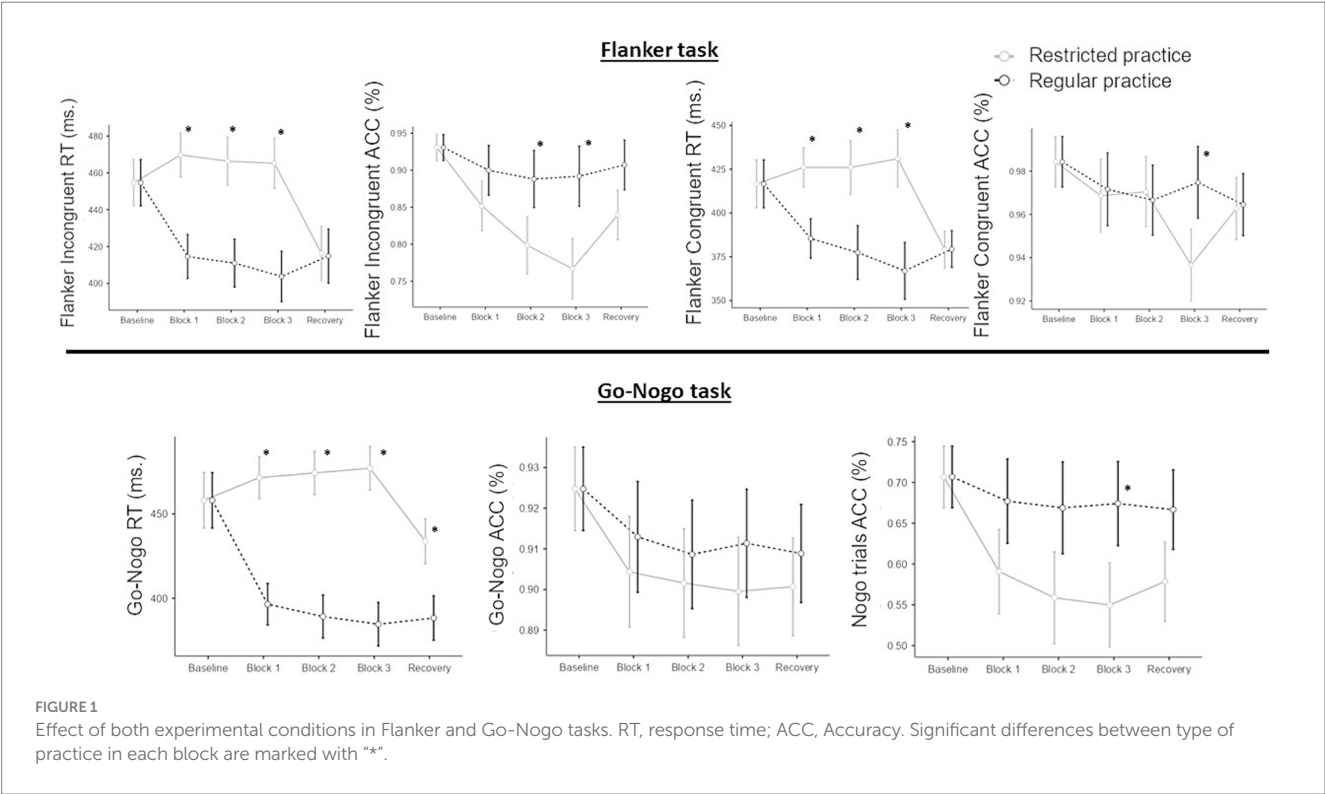 Flanker task
Restricted practice
Regular practice
Flanker Incongruent RT (ms.)
480
460
440
420
400
Baseline Block 1 Block 2 Block 3 Recovery
* * *
Flanker Incongruent ACC (%)
0.95
0.90
0.85
0.80
0.75
Baseline Block 1 Block 2 Block 3 Recovery
* *
Flanker Congruent RT (ms.)
450
425
400
375
350
Baseline Block 1 Block 2 Block 3 Recovery
* * *
Flanker Congruent ACC (%)
0.98
0.96
0.94
0.92
Baseline Block 1 Block 2 Block 3 Recovery
*
Go-Nogo task
Go-Nogo RT (ms.)
450
400
Baseline Block 1 Block 2 Block 3 Recovery
* * * *
Go-Nogo ACC (%)
0.93
0.92
0.91
0.90
0.89
Baseline Block 1 Block 2 Block 3 Recovery
Nogo trials ACC (%)
0.75
0.70
0.65
0.60
0.55
0.50
Baseline Block 1 Block 2 Block 3 Recovery
*
FIGURE 1
Effect of both experimental conditions in Flanker and Go-Nogo tasks. RT, response time; ACC, Accuracy. Significant differences between type of
practice in each block are marked with “*”.